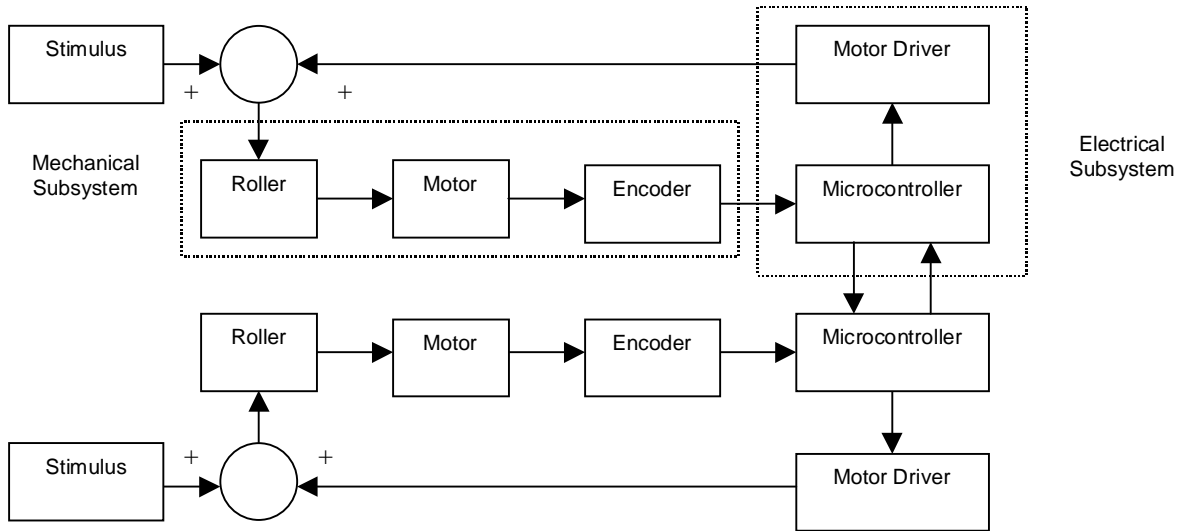 Stimulus
Motor Driver
+
+
Mechanical
Subsystem
Roller
Motor
Encoder
Microcontroller
Electrical
Subsystem
Roller
Motor
Encoder
Microcontroller
Stimulus
+
+
Motor Driver